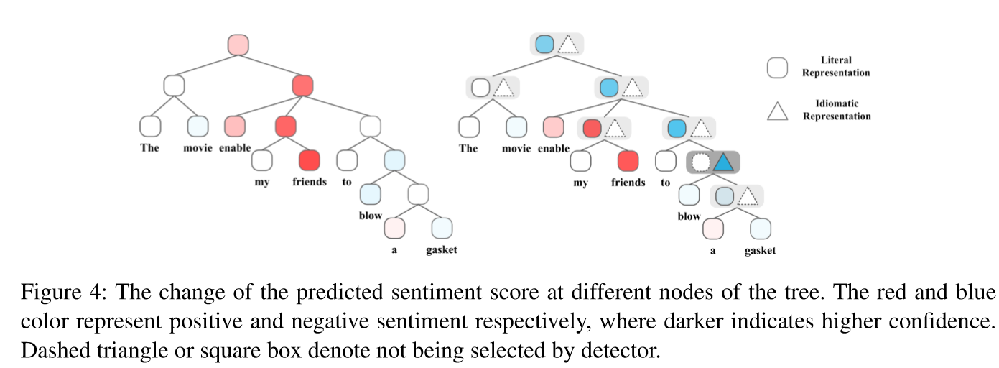 Literal
Representation
Idiomatic
Representation
The movie enable
my friends to
blow
a gasket
The movie enable
my friends to
blow
a gasket
Figure 4: The change of the predicted sentiment score at different nodes of the tree. The red and blue
color represent positive and negative sentiment respectively, where darker indicates higher confidence.
Dashed triangle or square box denote not being selected by detector.